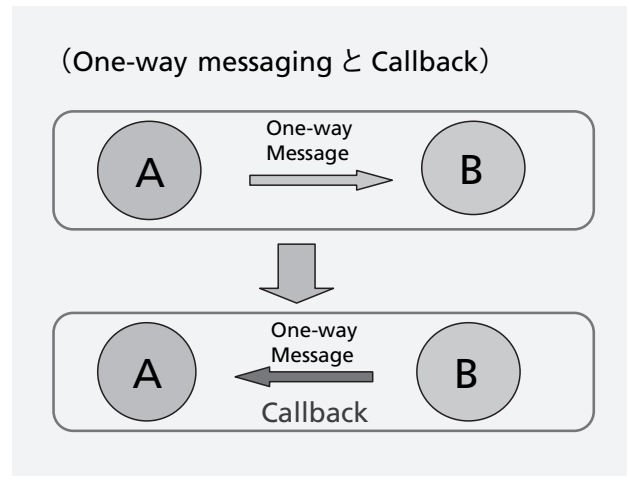 （One-way messaging と Callback）
One-way
Message
A
B
One-way
Message
A
B
Callback